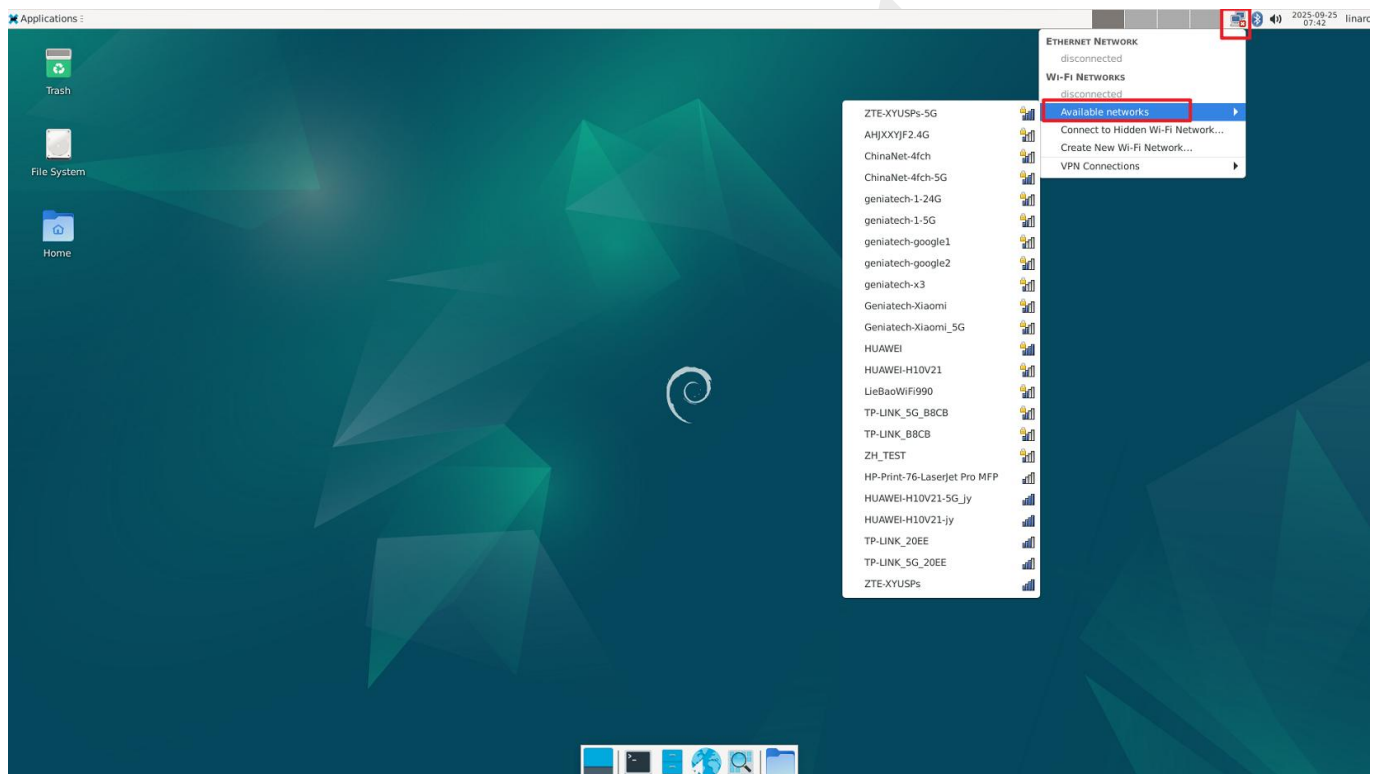 Applications
2025-09-25
07:42
linaro
Trash
File System
Home
ETHERNET NETWORK
disconnected
WI-FI NETWORKS
disconnected
Available networks
Connect to Hidden Wi-Fi Network...
Create New Wi-Fi Network...
VPN Connections
ZTE-XYUSPs-5G
AHJXXYJF2.4G
ChinaNet-4fch
ChinaNet-4fch-5G
geniatech-1-24G
geniatech-1-5G
geniatech-google1
geniatech-google2
geniatech-x3
Geniatech-Xiaomi
Geniatech-Xiaomi_5G
HUAWEI
HUAWEI-H10V21
LieBaoWiFi990
TP-LINK_5G_B8CB
TP-LINK_B8CB
ZH_TEST
HP-Print-76-LaserJet Pro MFP
HUAWEI-H10V21-5G_jy
HUAWEI-H10V21-jy
TP-LINK_20EE
TP-LINK_5G_20EE
ZTE-XYUSPs